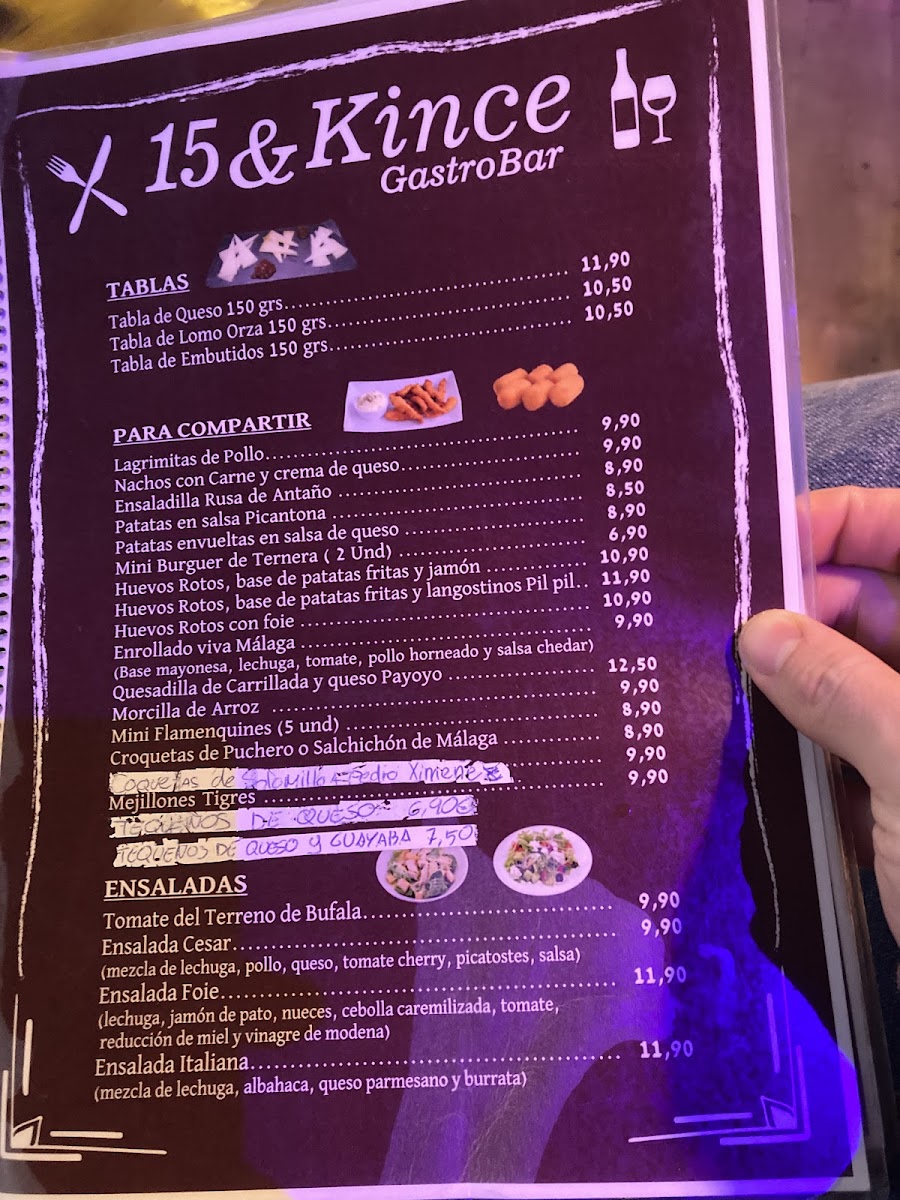 15 & Kince
GastroBar
TABLAS
Tabla de Queso 150 grs........ 11,90
Tabla de Lomo Orza 150 grs........ 10,50
Tabla de Embutidos 150 grs........ 10,50
PARA COMPARTIR
Lagrimitas de Pollo........ 9,90
Nachos con Carne y crema de queso........ 9,90
Ensaladilla Rusa de Antaño ........ 8,90
Patatas en salsa Picantona ........ 8,50
Patatas envueltas en salsa de queso ........ 8,90
Mini Burguer de Ternera ( 2 Und) ........ 6,90
Huevos Rotos, base de patatas fritas y jamón ........ 10,90
Huevos Rotos, base de patatas fritas y langostinos Pil pil.. 11,90
Huevos Rotos con foie ........ 10,90
Enrollado viva Málaga ........ 9,90
(Base mayonesa, lechuga, tomate, pollo horneado y salsa chedar)
Quesadilla de Carrillada y queso Payoyo ........ 12,50
Morcilla de Arroz ........ 9,90
Mini Flamenquines (5 und) ........ 8,90
Croquetas de Puchero o Salchichón de Málaga ........ 8,90
COQUETAS de Solomillo a Pedro Ximenez ........ 9,90
Mejillones Tigres ........ 9,90
TEQUEÑOS DE QUESO 6,90€
TEQUEÑOS DE QUESO Y GUAYABA 7,50
ENSALADAS
Tomate del Terreno de Bufala........ 9,90
Ensalada Cesar........ 9,90
(mezcla de lechuga, pollo, queso, tomate cherry, picatostes, salsa)
Ensalada Foie........ 11,90
(lechuga, jamón de pato, nueces, cebolla caremilizada, tomate,
reducción de miel y vinagre de modena)
Ensalada Italiana........ 11,90
(mezcla de lechuga, albahaca, queso parmesano y burrata)